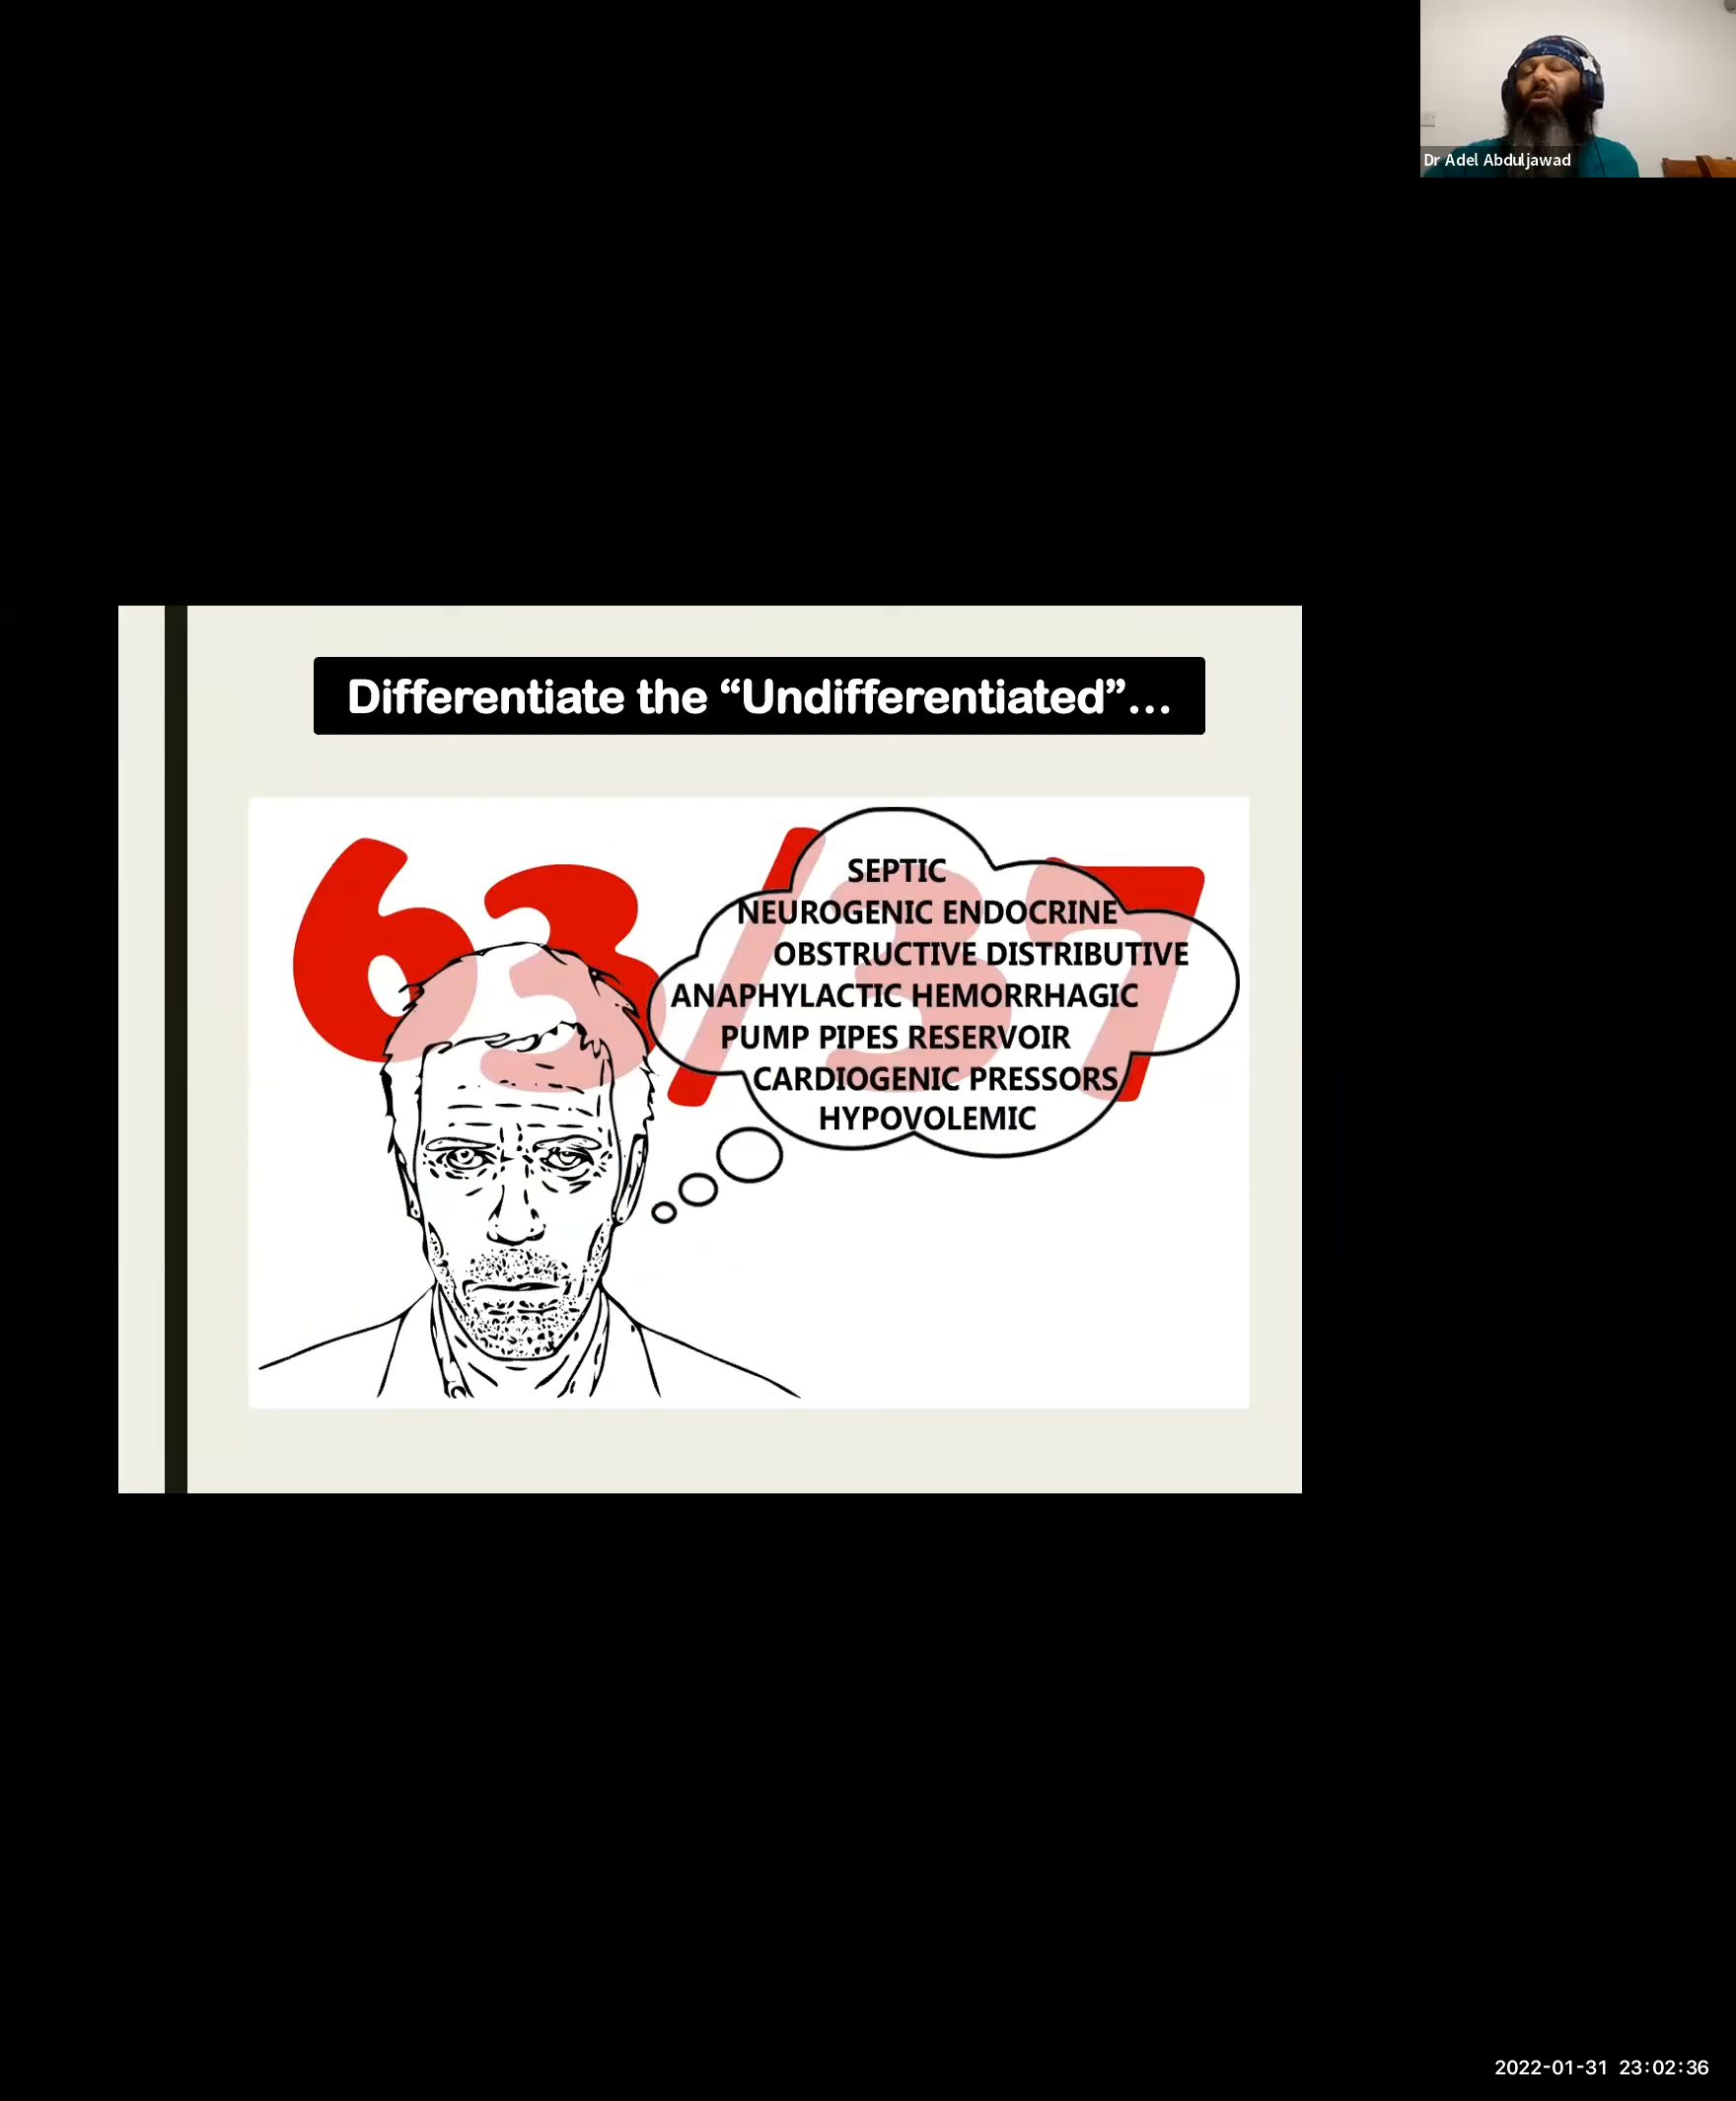 Dr Adel Abduljawad
Differentiate the “Undifferentiated”...
63/37
SEPTIC
NEUROGENIC ENDOCRINE
OBSTRUCTIVE DISTRIBUTIVE
ANAPHYLACTIC HEMORRHAGIC
PUMP PIPES RESERVOIR
CARDIOGENIC PRESSORS
HYPOVOLEMIC
2022-01-31 23:02:36